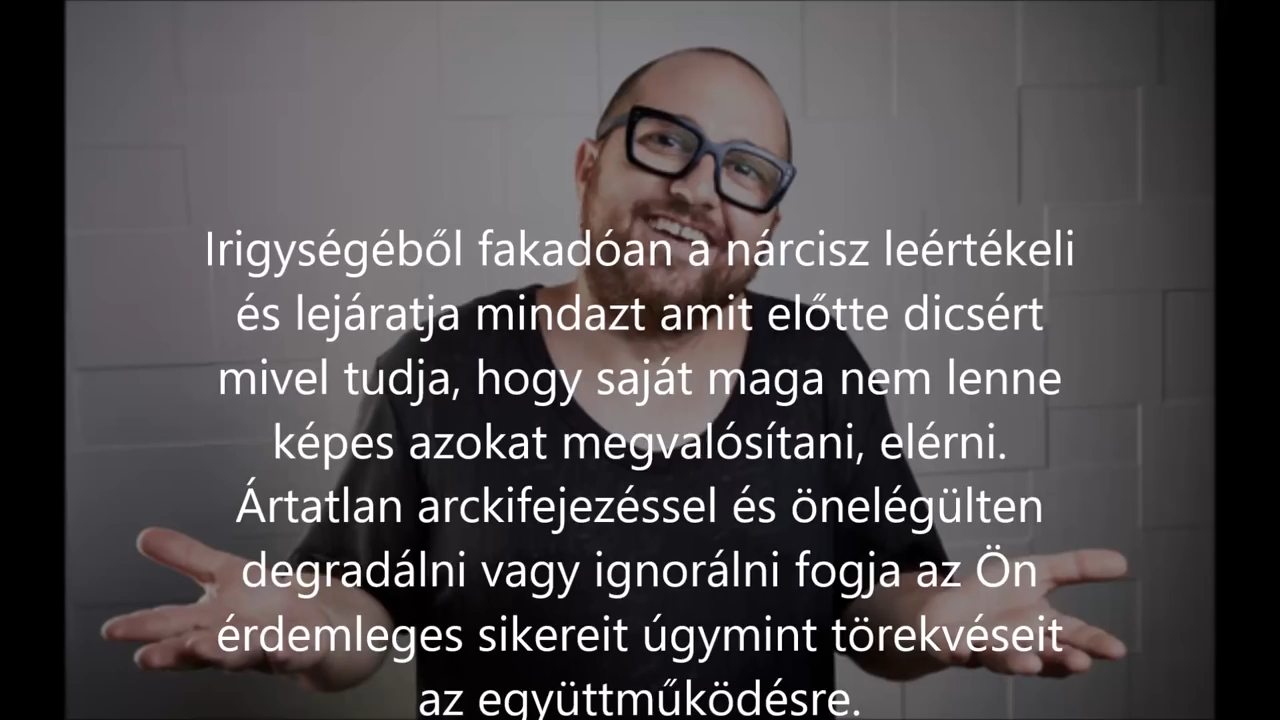 Irigységéből fakadóan a nárcisz leértékeli
és lejáratja mindazt amit előtte dicsért
mivel tudja, hogy saját maga nem lenne
képes azokat megvalósítani, elérni.
Ártatlan arckifejezéssel és önelégülten
degradálni vagy ignorálni fogja az Ön
érdemleges sikereit úgymint törekvéseit
az együttműködésre.